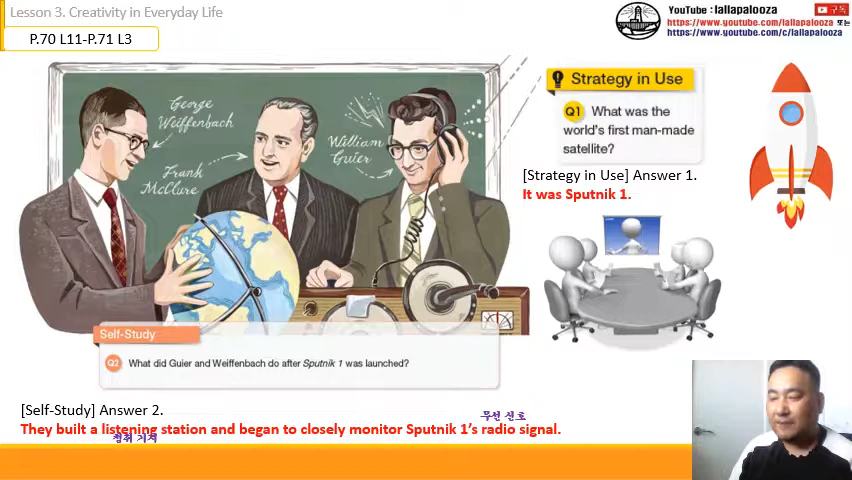 Lesson 3. Creativity in Everyday Life
P.70 L11-P.71 L3
YouTube : lallapalooza
구독
https://www.youtube.com/lallapalooza 또는
https://www.youtube.com/c/lallapalooza
George
Weiffenbach
Frank
McClure
William
Guier
Strategy in Use
Q1 What was the
world's first man-made
satellite?
[Strategy in Use] Answer 1.
It was Sputnik 1.
Self-Study
Q2 What did Guier and Weiffenbach do after Sputnik 1 was launched?
[Self-Study] Answer 2.
무선 신호
They built a listening station and began to closely monitor Sputnik 1's radio signal.
청취 기지